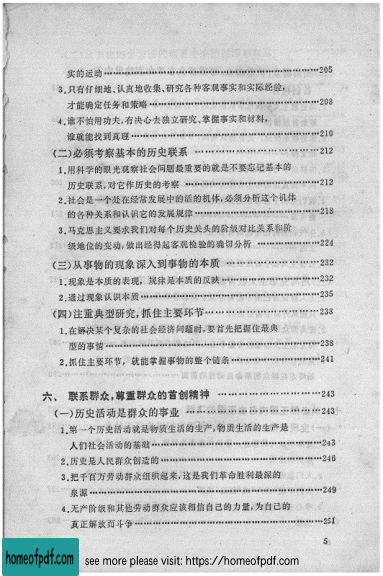 实的运动……205
3.只有仔细地、认真地收集、研究各种客观事实和实际经验，
才能确定任务和策略……208
4.谁不怕用功夫，有决心去独立研究、掌握事实和材料，
谁就能找到真理……210
(二)必须考察基本的历史联系……212
1.用科学的眼光观察社会问题最重要的就是不要忘记基本的
历史联系，对它作历史的考察……212
2.社会是一个处在经常发展中的活的机体，必须分析这个机体
的各种关系和认识它的发展规律……218
3.马克思主义要求我们对每个历史关头的阶级对比关系和阶
级地位的变动，做出经得起客观检验的确切分析……224
(三)从事物的现象深入到事物的本质……232
1.现象是本质的表现，规律是本质的反映……232
2.通过现象认识本质……235
(四)注重典型研究，抓住主要环节……238
1.在解决某个复杂的社会经济问题时，要首先把握住最典
型的事情……238
2.抓住主要环节，就能掌握事物的整个链条……241
六、联系群众，尊重群众的首创精神……243
(一)历史活动是群众的事业……243
1.第一个历史活动就是物质生活的生产，物质生活的生产是
人们社会活动的基础……243
2.历史是人民群众创造的……246
3.把千百万劳动群众组织起来，这是我们革命胜利最深的
泉源……249
4.无产阶级和其他劳动群众应该相信自己的力量，为自己的
真正解放而斗争……251
5
homeofpdf.com
see more please visit: https://homeofpdf.com